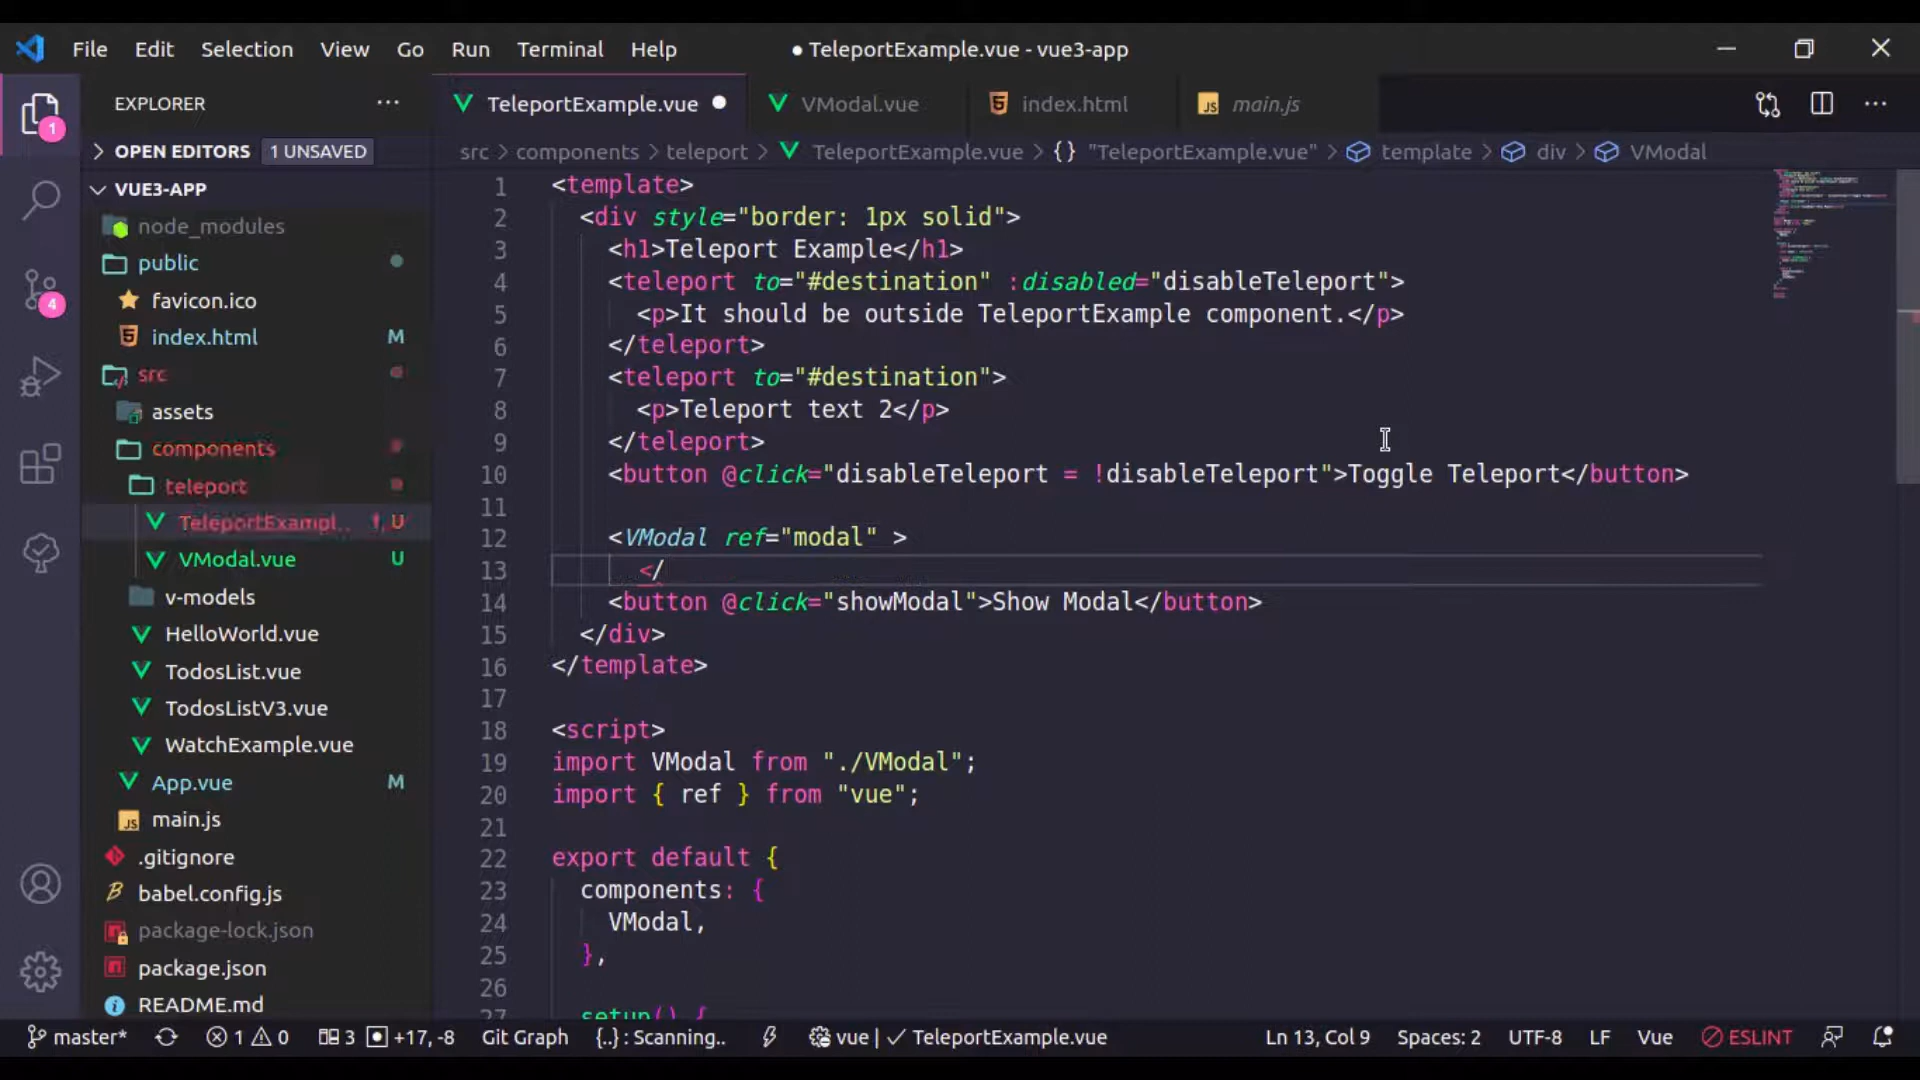 File Edit Selection View Go Run Terminal Help ● TeleportExample.vue - vue3-app
EXPLORER ···
OPEN EDITORS 1 UNSAVED
VUE3-APP
node_modules
public
favicon.ico
index.html M
src
assets
components
teleport
TeleportExampl... 1, U
VModal.vue U
v-models
HelloWorld.vue
TodosList.vue
TodosListV3.vue
WatchExample.vue
App.vue M
main.js
.gitignore
babel.config.js
package-lock.json
package.json
README.md
1
4
TeleportExample.vue VModal.vue index.html main.js
src > components > teleport > TeleportExample.vue > {} "TeleportExample.vue" > template > div > VModal
1 <template>
2 <div style="border: 1px solid">
3 <h1>Teleport Example</h1>
4 <teleport to="#destination" :disabled="disableTeleport">
5 <p>It should be outside TeleportExample component.</p>
6 </teleport>
7 <teleport to="#destination">
8 <p>Teleport text 2</p>
9 </teleport>
10 <button @click="disableTeleport = !disableTeleport">Toggle Teleport</button>
11
12 <VModal ref="modal" >
13 </
14 <button @click="showModal">Show Modal</button>
15 </div>
16 </template>
17
18 <script>
19 import VModal from "./VModal";
20 import { ref } from "vue";
21
22 export default {
23 components: {
24 VModal,
25 },
26
27 setup() {
master* 1 0 3 +17, -8 Git Graph {..} : Scanning.. vue | ✓ TeleportExample.vue Ln 13, Col 9 Spaces: 2 UTF-8 LF Vue ESLINT